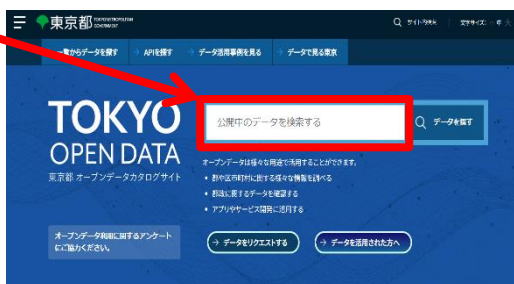 東京都
サイト内検索
文字サイズ: 小 中 大
一覧からデータを探す
APIを探す
データ活用事例を見る
データで見る東京
TOKYO
OPEN DATA
東京都 オープンデータカタログサイト
公開中のデータを検索する
データを探す
オープンデータは様々な用途で活用することができます。
• 都や区市町村に関する様々な情報を調べる
• 都政に関するデータを確認する
• アプリやサービス開発に活用する
オープンデータ利用に関するアンケート
にご協力ください。
→ データをリクエストする
→ データを活用された方へ